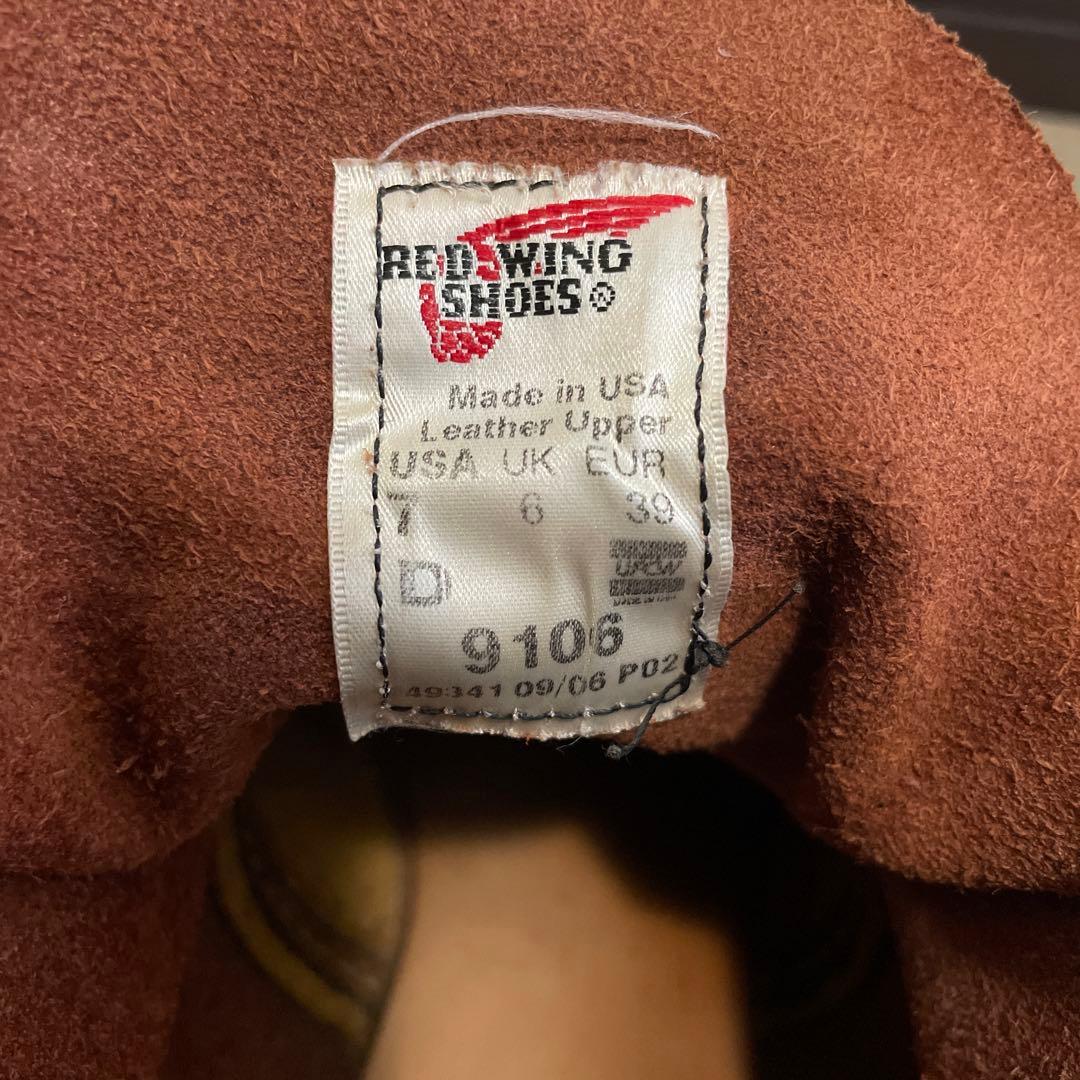 RED WING
SHOES®
Made in USA
Leather Upper
USA UK EUR
7 6 39
D UFCW
9106
49341 09/06 P02